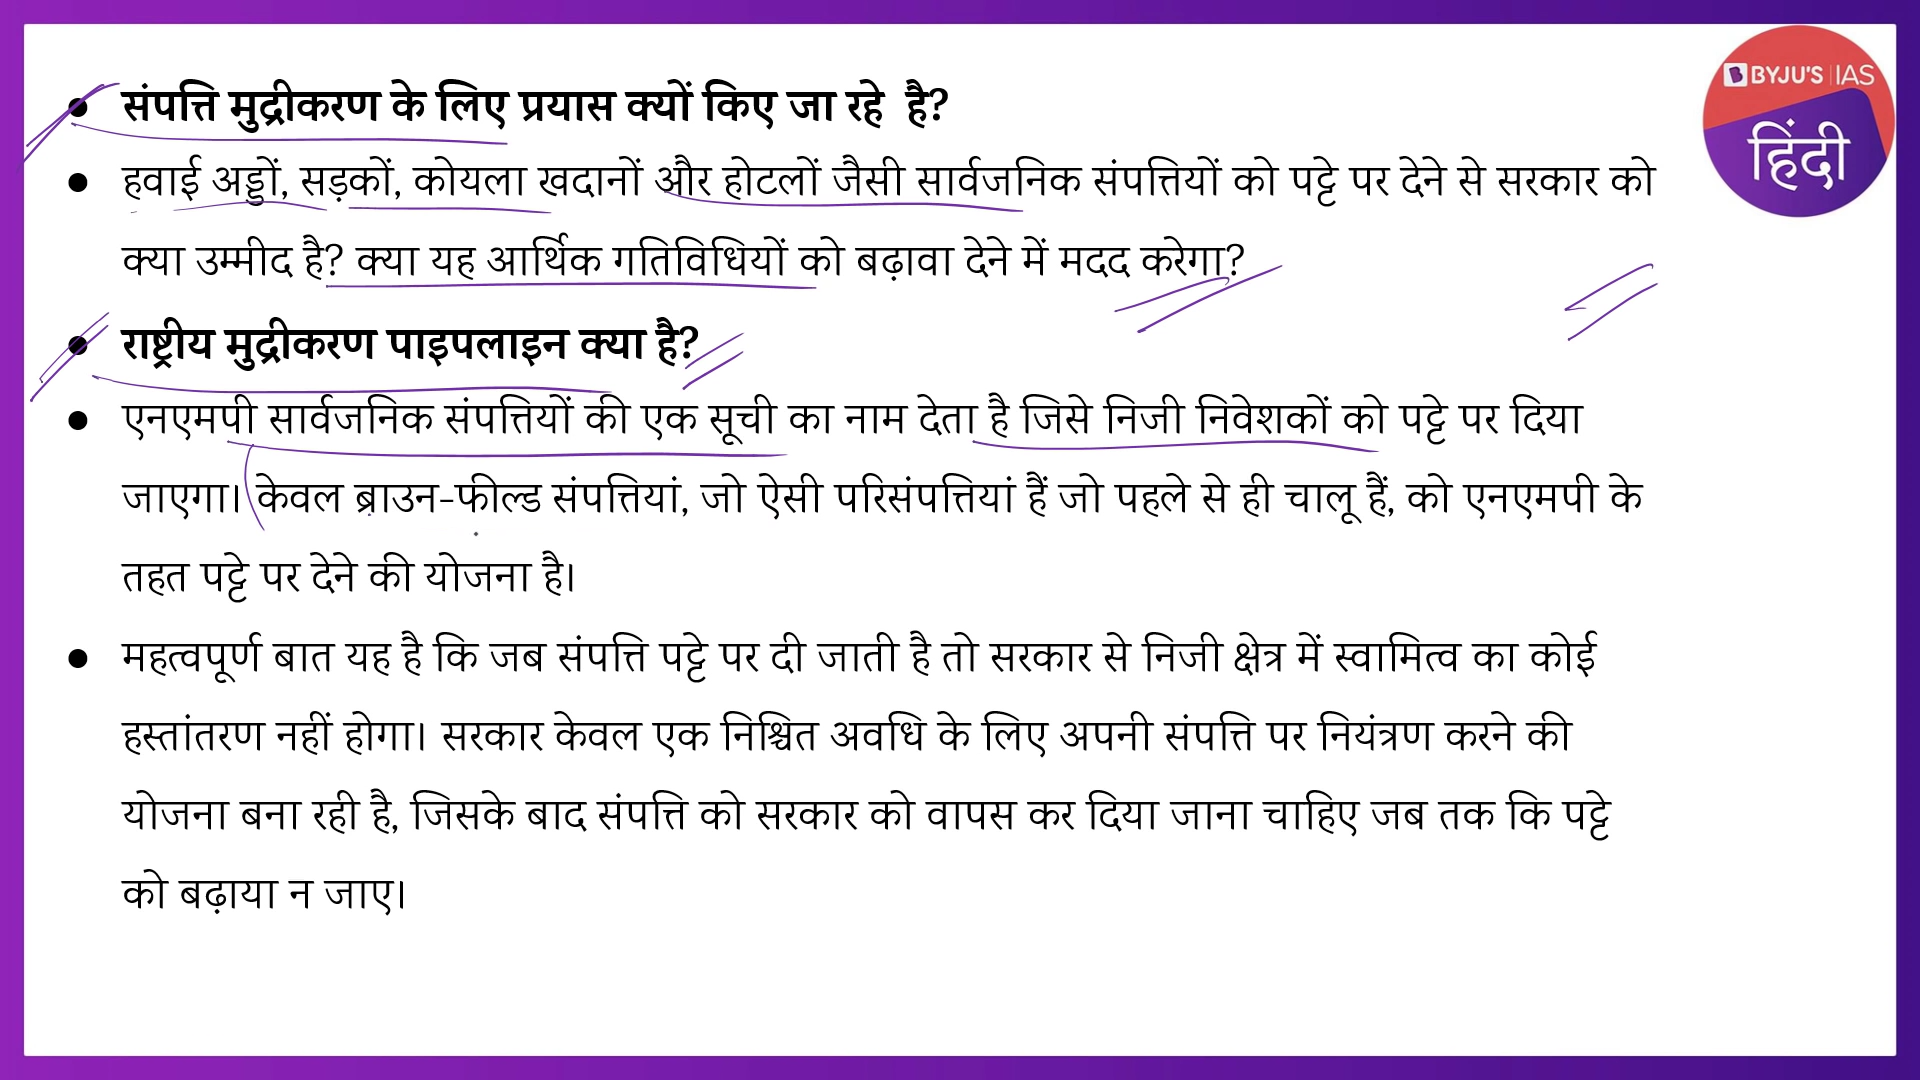 BYJU'S IAS
हिंदी
● संपत्ति मुद्रीकरण के लिए प्रयास क्यों किए जा रहे है?
● हवाई अड्डों, सड़कों, कोयला खदानों और होटलों जैसी सार्वजनिक संपत्तियों को पट्टे पर देने से सरकार को
क्या उम्मीद है? क्या यह आर्थिक गतिविधियों को बढ़ावा देने में मदद करेगा?
● राष्ट्रीय मुद्रीकरण पाइपलाइन क्या है?
● एनएमपी सार्वजनिक संपत्तियों की एक सूची का नाम देता है जिसे निजी निवेशकों को पट्टे पर दिया
जाएगा। केवल ब्राउन-फील्ड संपत्तियां, जो ऐसी परिसंपत्तियां हैं जो पहले से ही चालू हैं, को एनएमपी के
तहत पट्टे पर देने की योजना है।
● महत्वपूर्ण बात यह है कि जब संपत्ति पट्टे पर दी जाती है तो सरकार से निजी क्षेत्र में स्वामित्व का कोई
हस्तांतरण नहीं होगा। सरकार केवल एक निश्चित अवधि के लिए अपनी संपत्ति पर नियंत्रण करने की
योजना बना रही है, जिसके बाद संपत्ति को सरकार को वापस कर दिया जाना चाहिए जब तक कि पट्टे
को बढ़ाया न जाए।